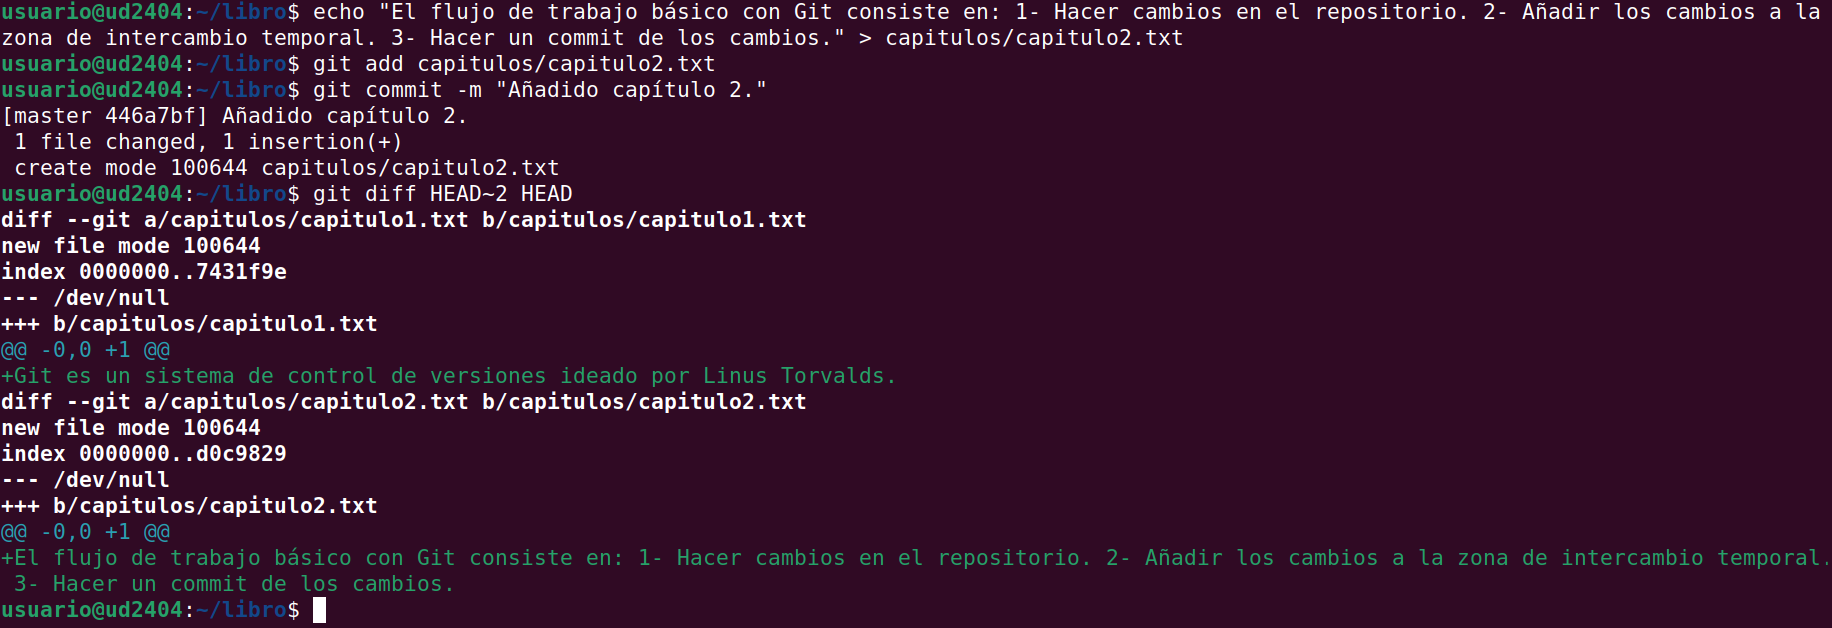 usuario@ud2404:~/libro$ echo "El flujo de trabajo básico con Git consiste en: 1- Hacer cambios en el repositorio. 2- Añadir los cambios a la
zona de intercambio temporal. 3- Hacer un commit de los cambios." > capitulos/capitulo2.txt
usuario@ud2404:~/libro$ git add capitulos/capitulo2.txt
usuario@ud2404:~/libro$ git commit -m "Añadido capítulo 2."
[master 446a7bf] Añadido capítulo 2.
 1 file changed, 1 insertion(+)
 create mode 100644 capitulos/capitulo2.txt
usuario@ud2404:~/libro$ git diff HEAD~2 HEAD
diff --git a/capitulos/capitulo1.txt b/capitulos/capitulo1.txt
new file mode 100644
index 0000000..7431f9e
--- /dev/null
+++ b/capitulos/capitulo1.txt
@@ -0,0 +1 @@
+Git es un sistema de control de versiones ideado por Linus Torvalds.
diff --git a/capitulos/capitulo2.txt b/capitulos/capitulo2.txt
new file mode 100644
index 0000000..d0c9829
--- /dev/null
+++ b/capitulos/capitulo2.txt
@@ -0,0 +1 @@
+El flujo de trabajo básico con Git consiste en: 1- Hacer cambios en el repositorio. 2- Añadir los cambios a la zona de intercambio temporal.
 3- Hacer un commit de los cambios.
usuario@ud2404:~/libro$